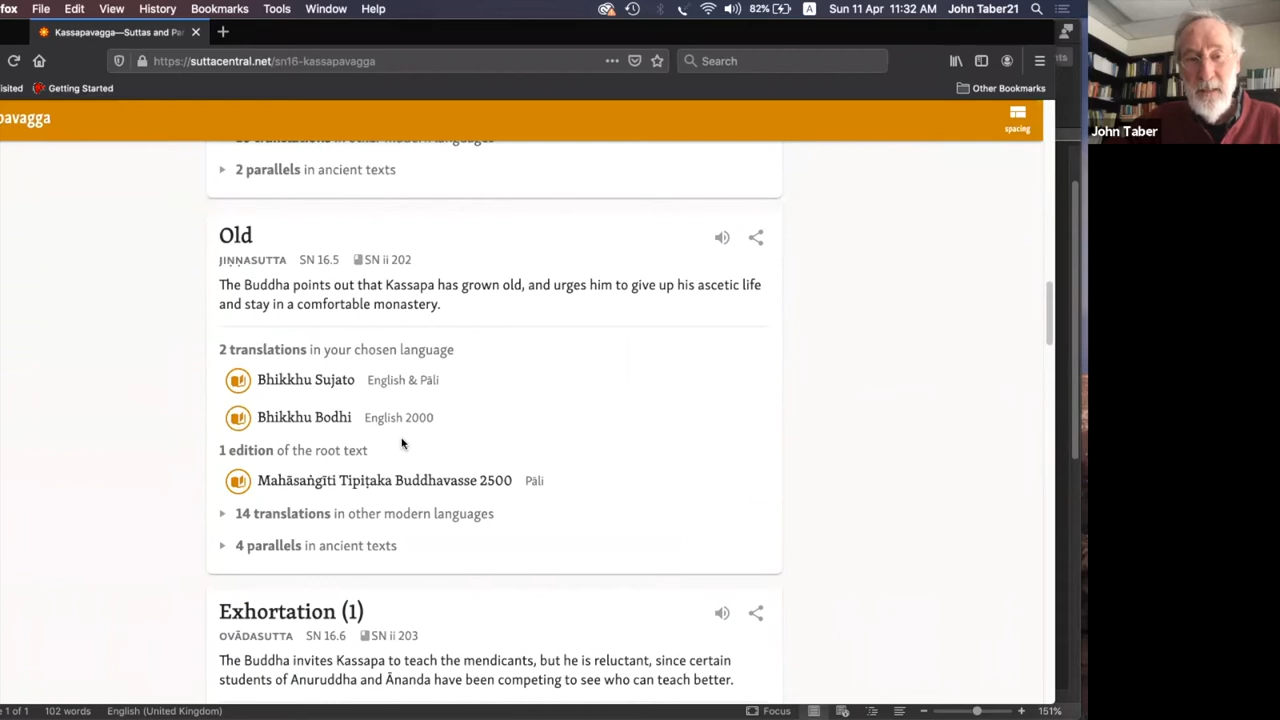 fox File Edit View History Bookmarks Tools Window Help 82% A Sun 11 Apr 11:32 AM John Taber21
Kassapavagga—Suttas and Pa
https://suttacentral.net/sn16-kassapavagga
Search
isited Getting Started
Other Bookmarks
pavagga
spacing
John Taber
translations in other modern languages
2 parallels in ancient texts
Old
JIṆṆASUTTA SN 16.5 SN ii 202
The Buddha points out that Kassapa has grown old, and urges him to give up his ascetic life
and stay in a comfortable monastery.
2 translations in your chosen language
Bhikkhu Sujato English & Pāli
Bhikkhu Bodhi English 2000
1 edition of the root text
Mahāsaṅgīti Tipiṭaka Buddhavasse 2500 Pāli
14 translations in other modern languages
4 parallels in ancient texts
Exhortation (1)
OVĀDASUTTA SN 16.6 SN ii 203
The Buddha invites Kassapa to teach the mendicants, but he is reluctant, since certain
students of Anuruddha and Ānanda have been competing to see who can teach better.
e 1 of 1 102 words English (United Kingdom) Focus 151%